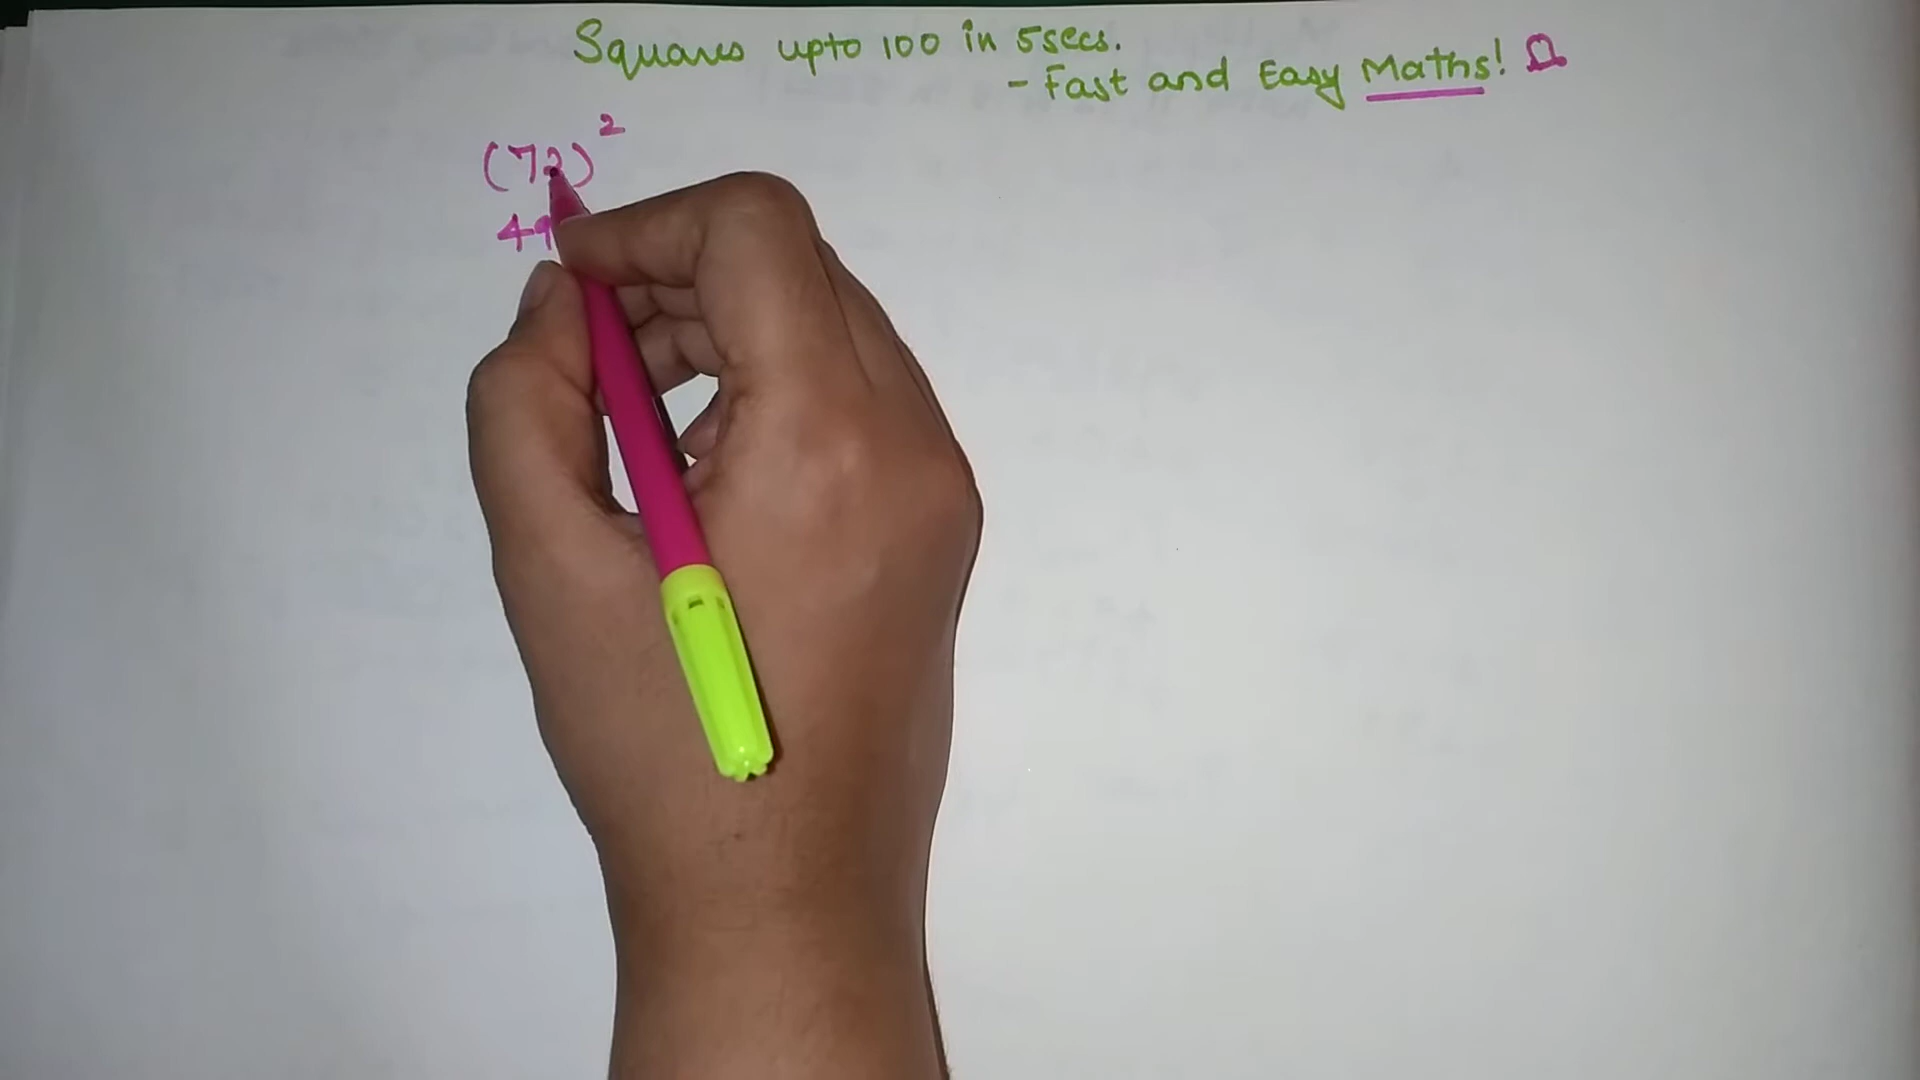 Squares upto 100 in 5secs.
- Fast and Easy Maths! Ω
(72)²
49